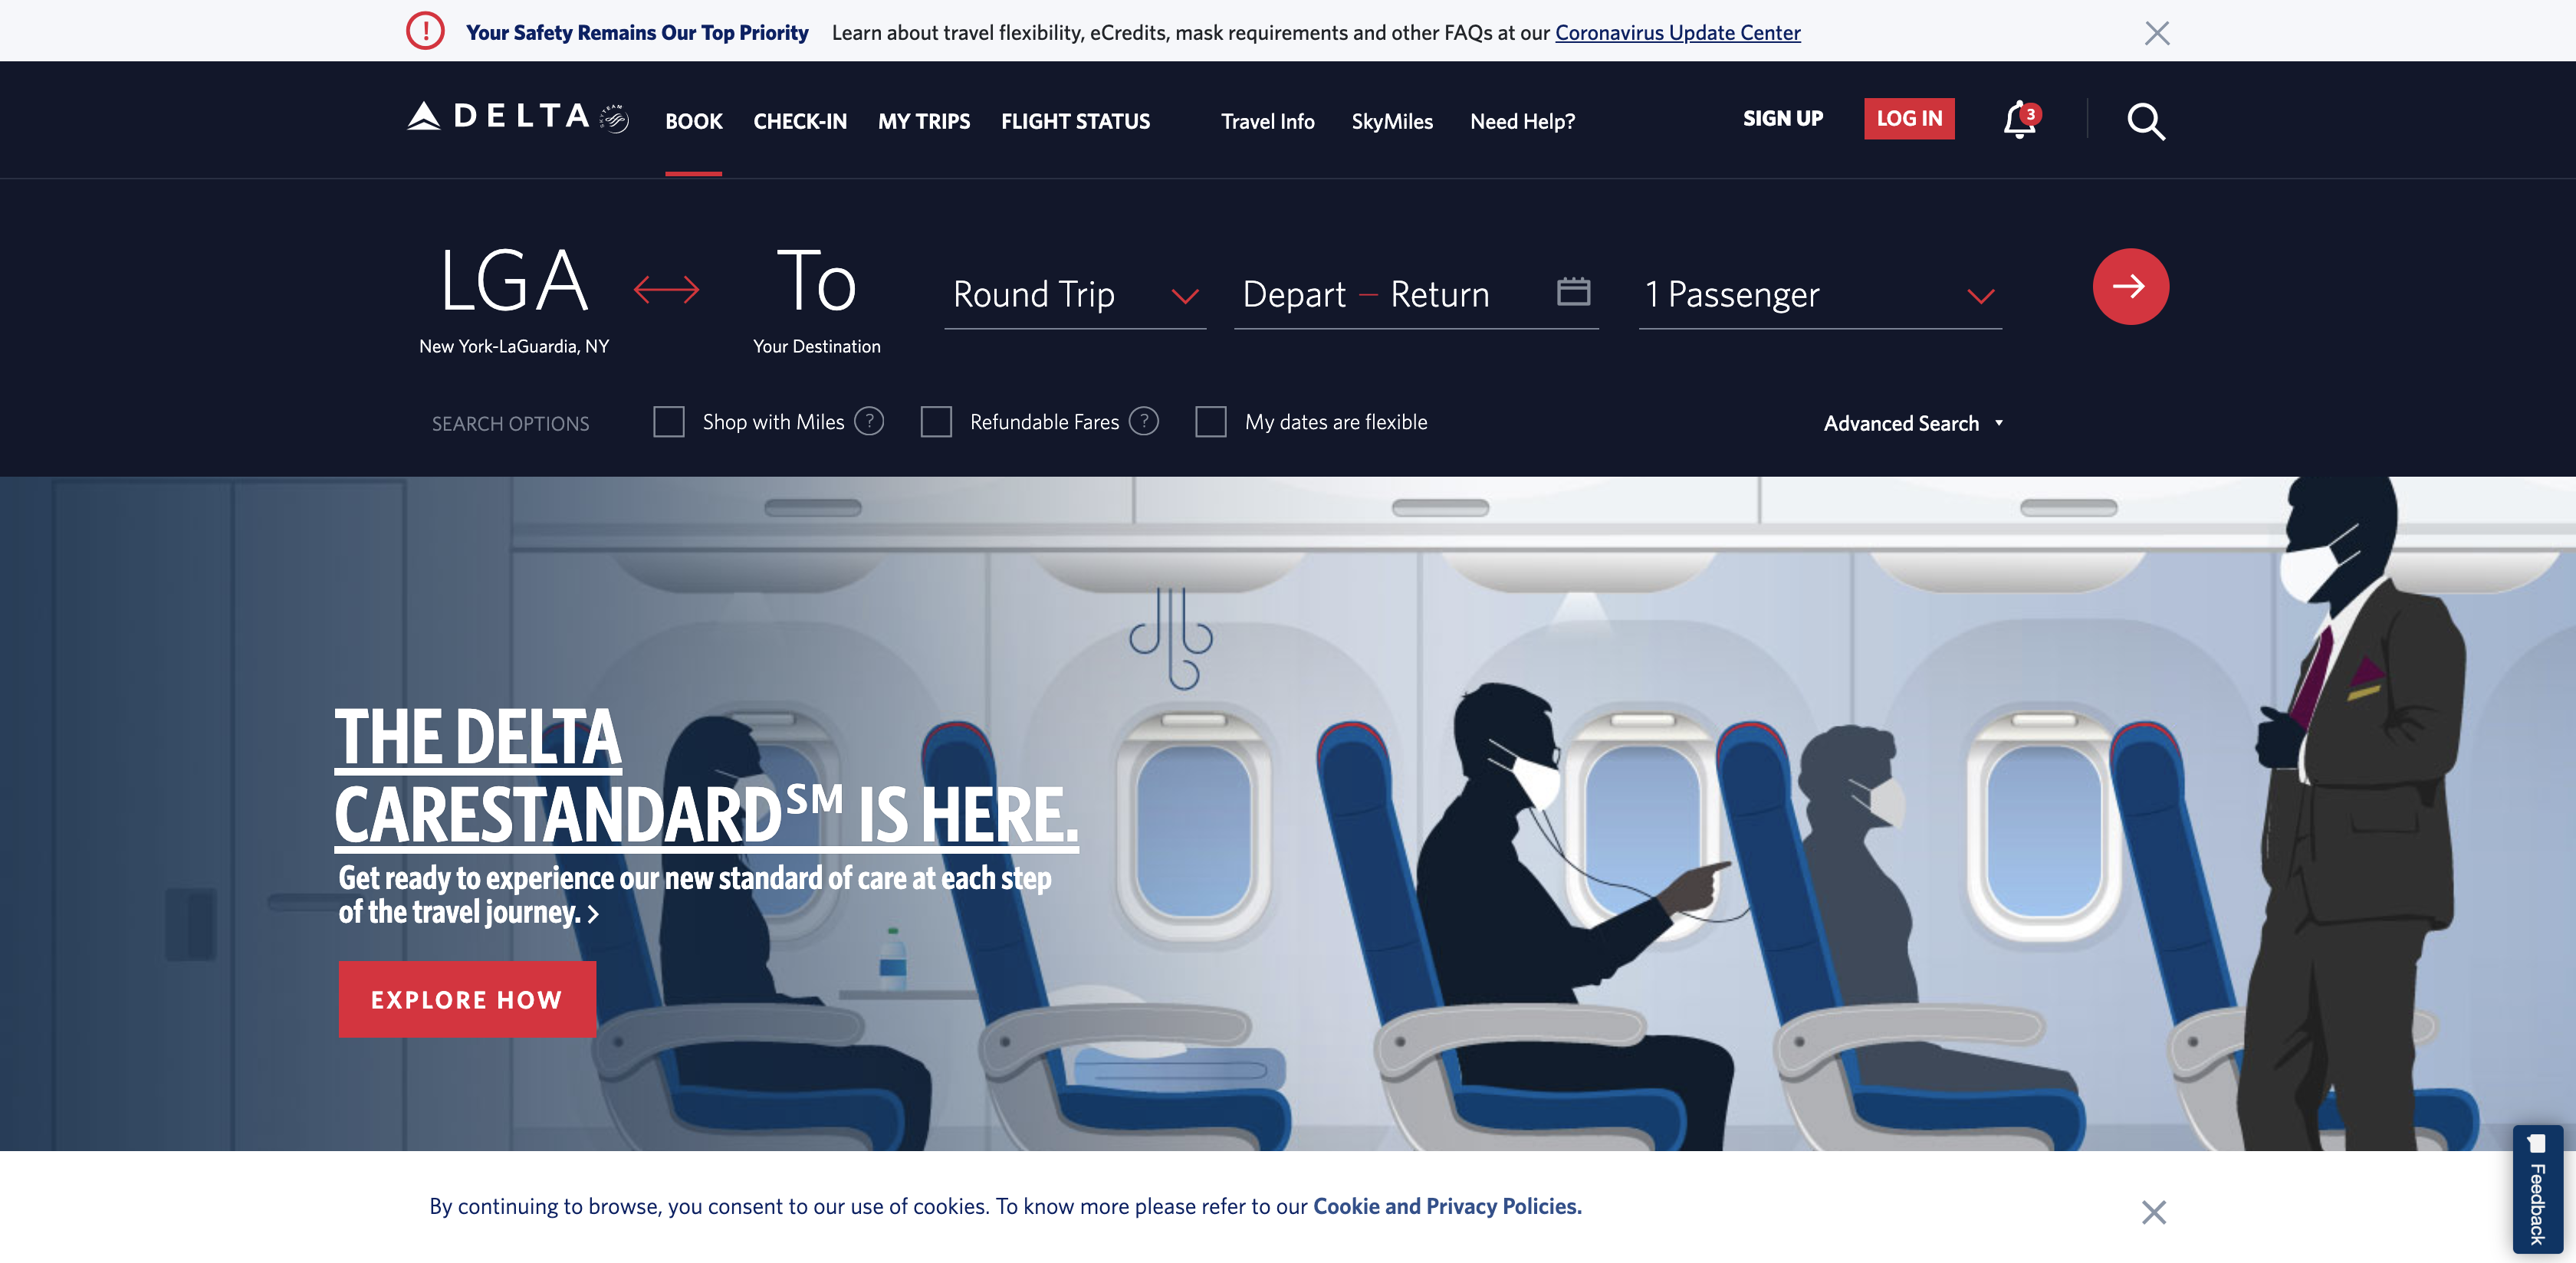 Your Safety Remains Our Top Priority Learn about travel flexibility, eCredits, mask requirements and other FAQs at our Coronavirus Update Center
DELTA BOOK CHECK-IN MY TRIPS FLIGHT STATUS Travel Info SkyMiles Need Help? SIGN UP LOG IN 3
LGA To Round Trip Depart – Return 1 Passenger
New York-LaGuardia, NY Your Destination
SEARCH OPTIONS Shop with Miles ? Refundable Fares ? My dates are flexible Advanced Search
THE DELTA
CARESTANDARD℠ IS HERE.
Get ready to experience our new standard of care at each step
of the travel journey. >
EXPLORE HOW
Feedback
By continuing to browse, you consent to our use of cookies. To know more please refer to our Cookie and Privacy Policies.